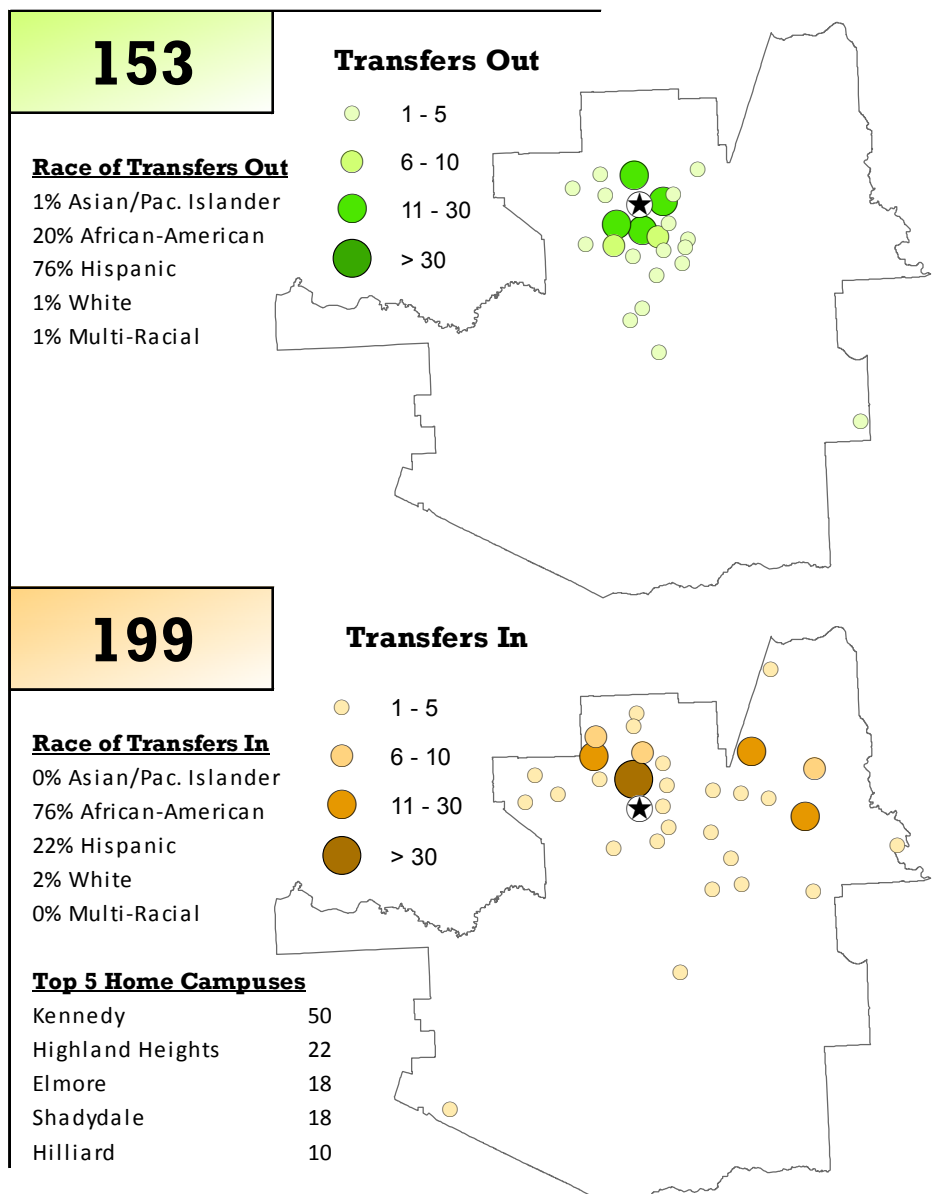 153
Transfers Out
1 - 5
6 - 10
11 - 30
> 30
Race of Transfers Out
1% Asian/Pac. Islander
20% African-American
76% Hispanic
1% White
1% Multi-Racial
199
Transfers In
1 - 5
6 - 10
11 - 30
> 30
Race of Transfers In
0% Asian/Pac. Islander
76% African-American
22% Hispanic
2% White
0% Multi-Racial
Top 5 Home Campuses
Kennedy 50
Highland Heights 22
Elmore 18
Shadydale 18
Hilliard 10